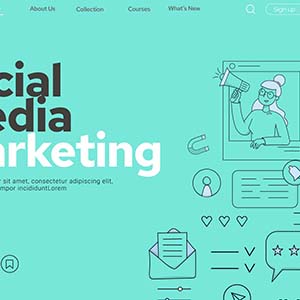 About Us Collection Courses What's New Sign up
cial
edia
arketing
sit amet, consectetur adipiscing elit,
mpor incididuntLorem